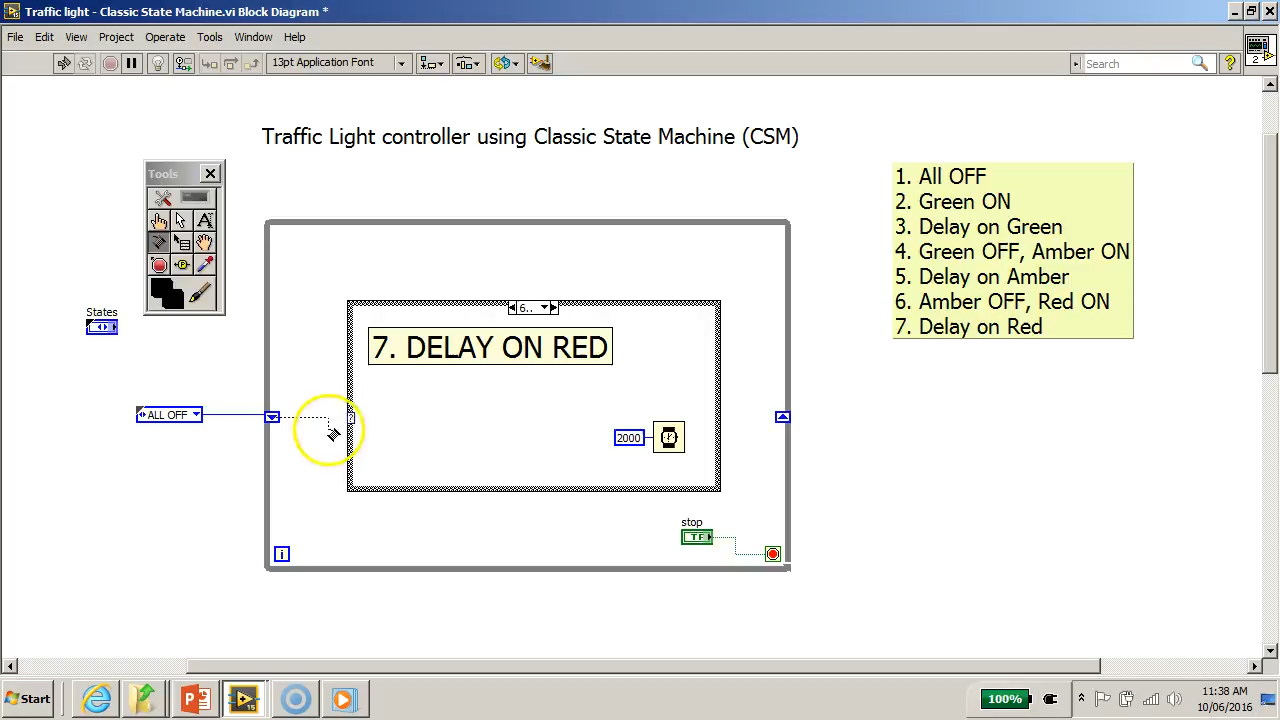 Traffic light - Classic State Machine.vi Block Diagram *
File Edit View Project Operate Tools Window Help
13pt Application Font
Search
2
Traffic Light controller using Classic State Machine (CSM)
Tools
1. All OFF
2. Green ON
3. Delay on Green
4. Green OFF, Amber ON
5. Delay on Amber
6. Amber OFF, Red ON
7. Delay on Red
States
6..
7. DELAY ON RED
ALL OFF
?
2000
stop
TF
i
Start
100%
11:38 AM
10/06/2016